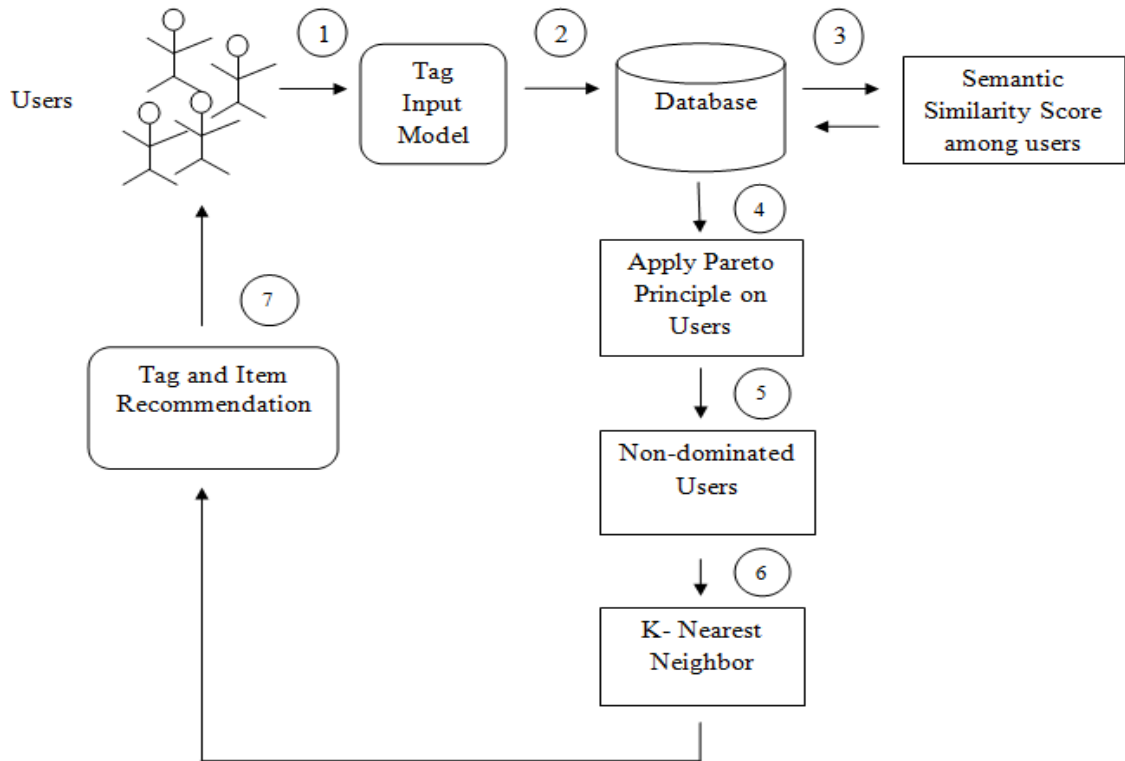 Users
1
Tag
Input
Model
2
Database
3
Semantic
Similarity Score
among users
4
Apply Pareto
Principle on
Users
5
Non-dominated
Users
6
K- Nearest
Neighbor
7
Tag and Item
Recommendation